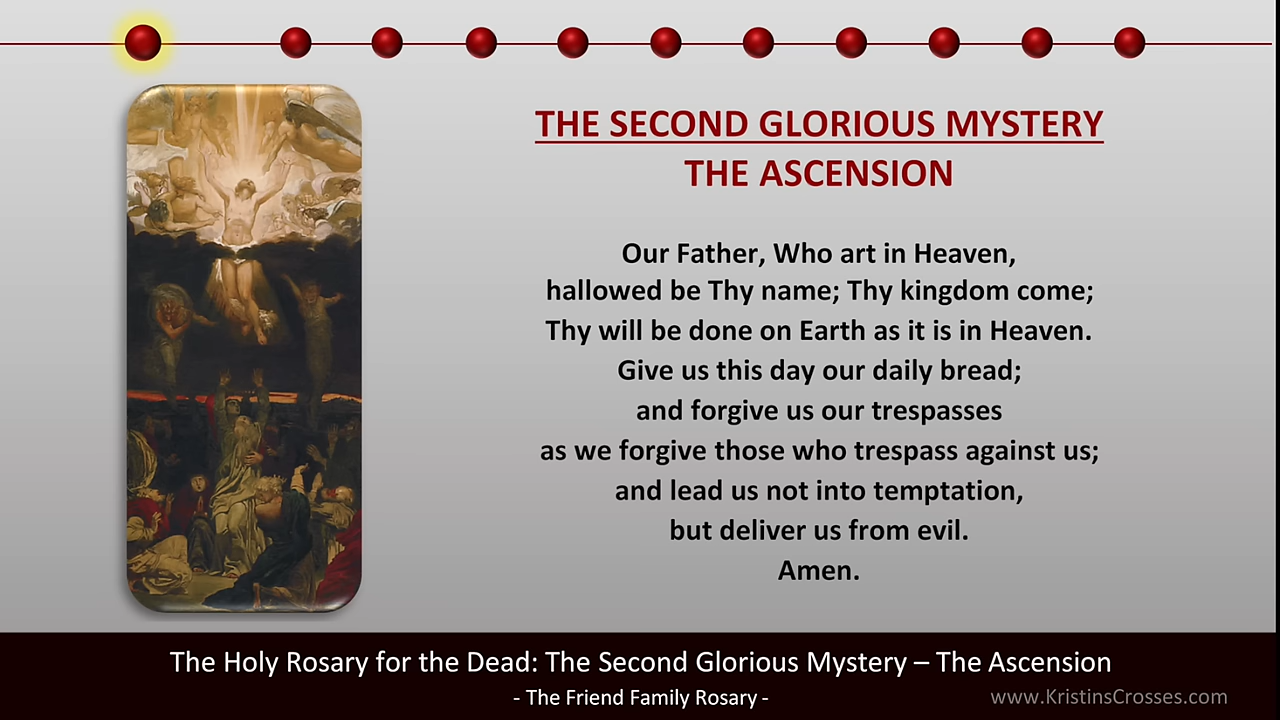 THE SECOND GLORIOUS MYSTERY
THE ASCENSION
Our Father, Who art in Heaven,
hallowed be Thy name; Thy kingdom come;
Thy will be done on Earth as it is in Heaven.
Give us this day our daily bread;
and forgive us our trespasses
as we forgive those who trespass against us;
and lead us not into temptation,
but deliver us from evil.
Amen.
The Holy Rosary for the Dead: The Second Glorious Mystery – The Ascension
- The Friend Family Rosary -
www.KristinsCrosses.com